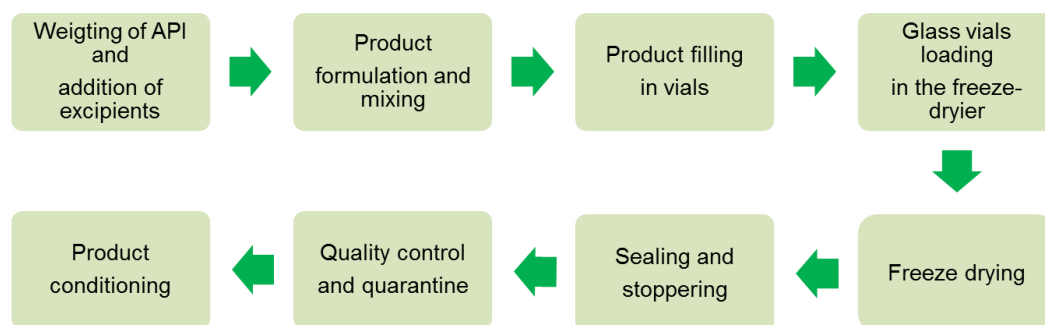 Weigting of API
and
addition of
excipients
Product
formulation and
mixing
Product filling
in vials
Glass vials
loading
in the freeze-
dryier
Freeze drying
Sealing and
stoppering
Quality control
and quarantine
Product
conditioning